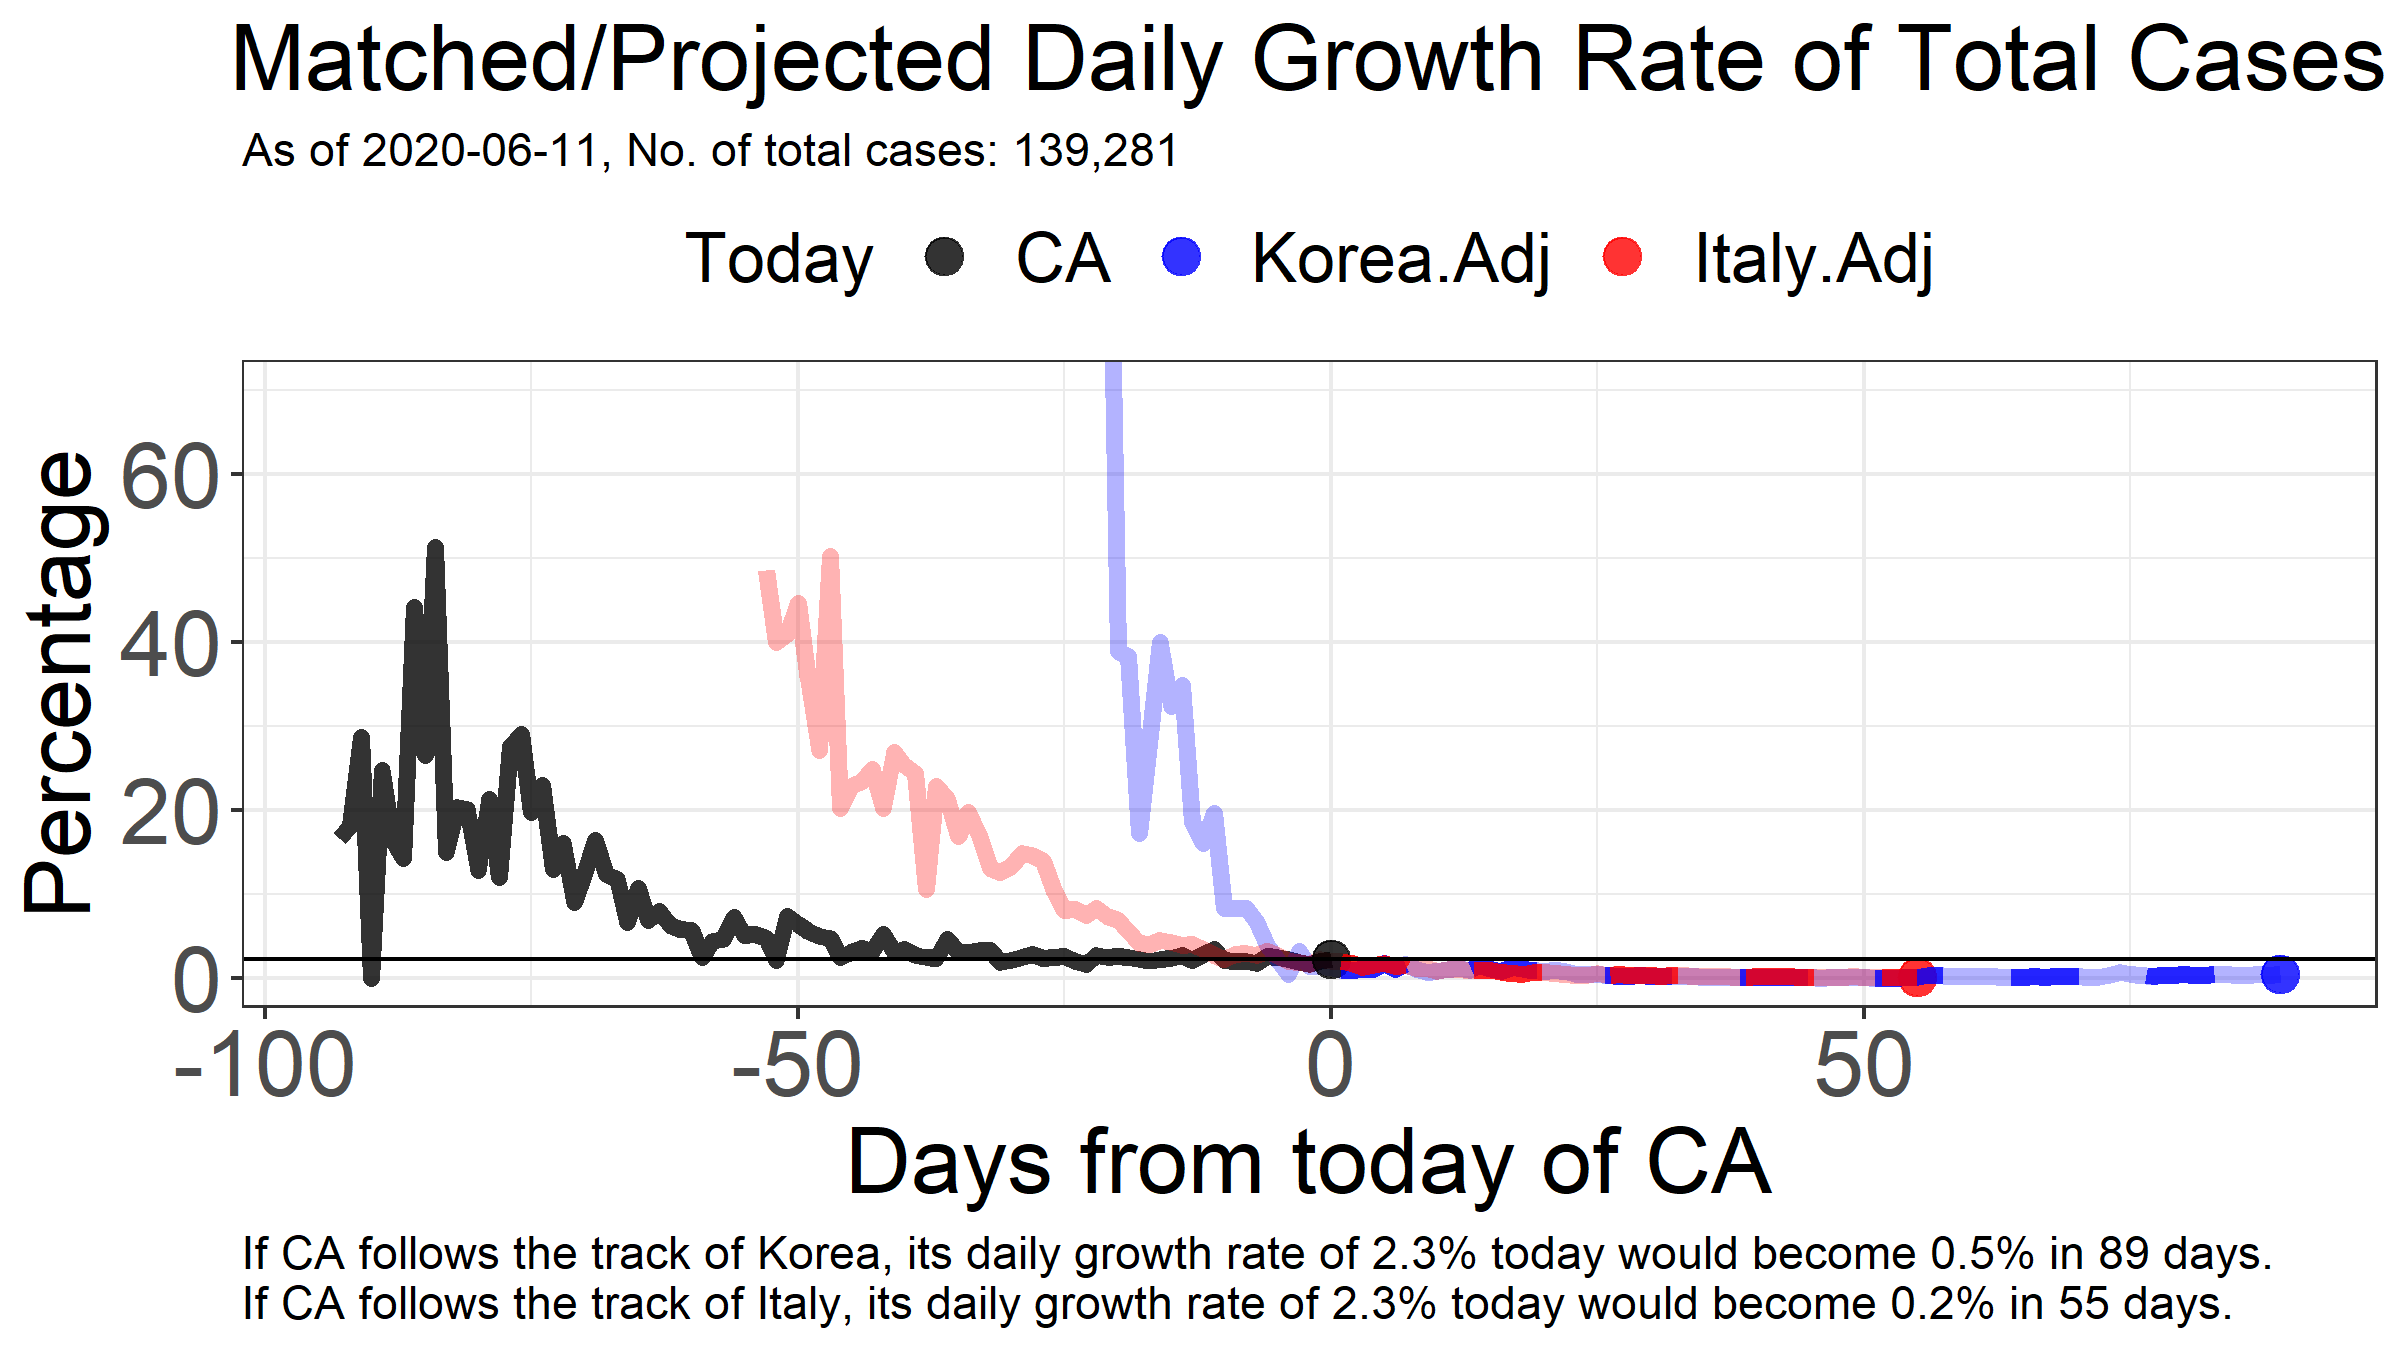 Matched/Projected Daily Growth Rate of Total Cases
As of 2020-06-11, No. of total cases: 139,281
Today CA Korea.Adj Italy.Adj
Percentage
60
40
20
0
-100 -50 0 50
Days from today of CA
If CA follows the track of Korea, its daily growth rate of 2.3% today would become 0.5% in 89 days.
If CA follows the track of Italy, its daily growth rate of 2.3% today would become 0.2% in 55 days.